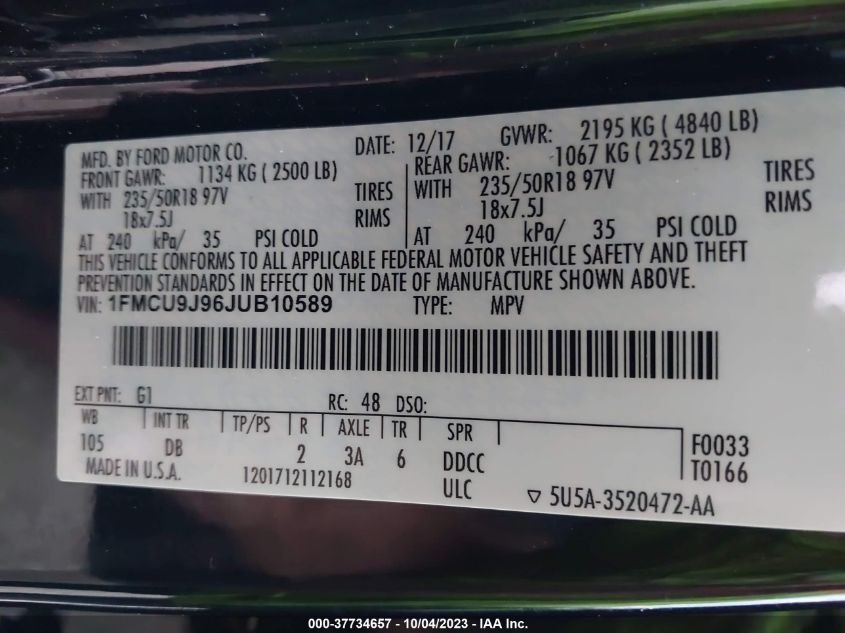 MFD. BY FORD MOTOR CO. DATE: 12/17 GVWR: 2195 KG ( 4840 LB)
FRONT GAWR: 1134 KG ( 2500 LB) REAR GAWR: 1067 KG ( 2352 LB)
WITH 235/50R18 97V TIRES WITH 235/50R18 97V TIRES
18x7.5J RIMS 18x7.5J RIMS
AT 240 kPa/ 35 PSI COLD AT 240 kPa/ 35 PSI COLD
THIS VEHICLE CONFORMS TO ALL APPLICABLE FEDERAL MOTOR VEHICLE SAFETY AND THEFT
PREVENTION STANDARDS IN EFFECT ON THE DATE OF MANUFACTURE SHOWN ABOVE.
VIN: 1FMCU9J96JUB10589 TYPE: MPV
EXT PNT: G1 RC: 48 DSO:
WB INT TR TP/PS R AXLE TR SPR F0033
105 DB 2 3A 6 DDCC T0166
MADE IN U.S.A. 1201712112168 ULC ▽ 5U5A-3520472-AA
000-37734657 - 10/04/2023 - IAA Inc.